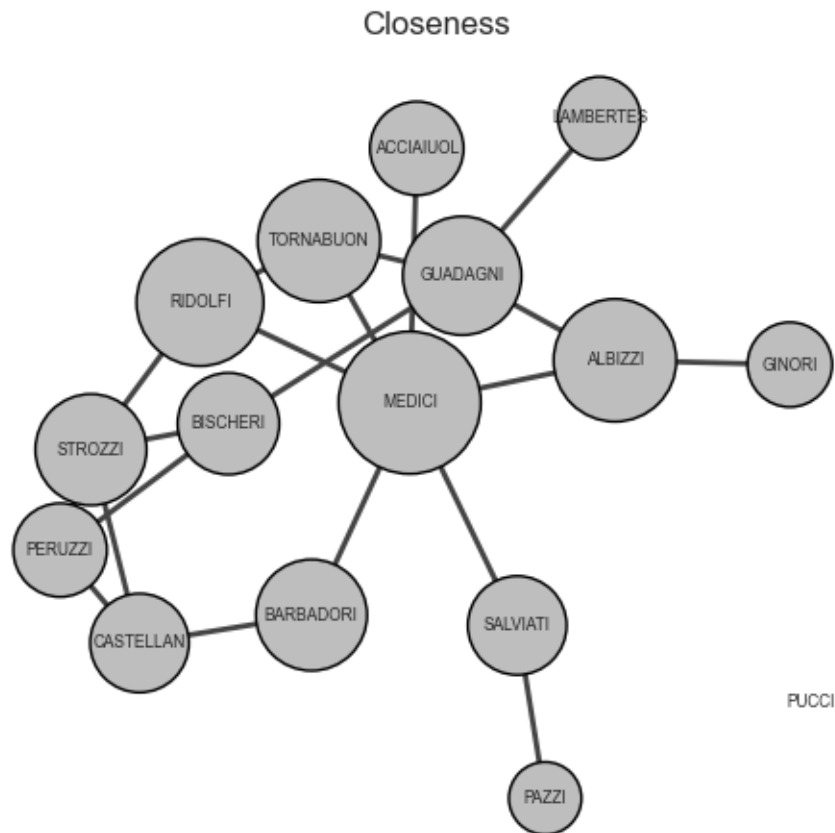 Closeness
LAMBERTES
ACCIAIUOL
TORNABUON
GUADAGNI
RIDOLFI
ALBIZZI
GINORI
MEDICI
BISCHERI
STROZZI
PERUZZI
BARBADORI
SALVIATI
CASTELLAN
PUCCI
PAZZI